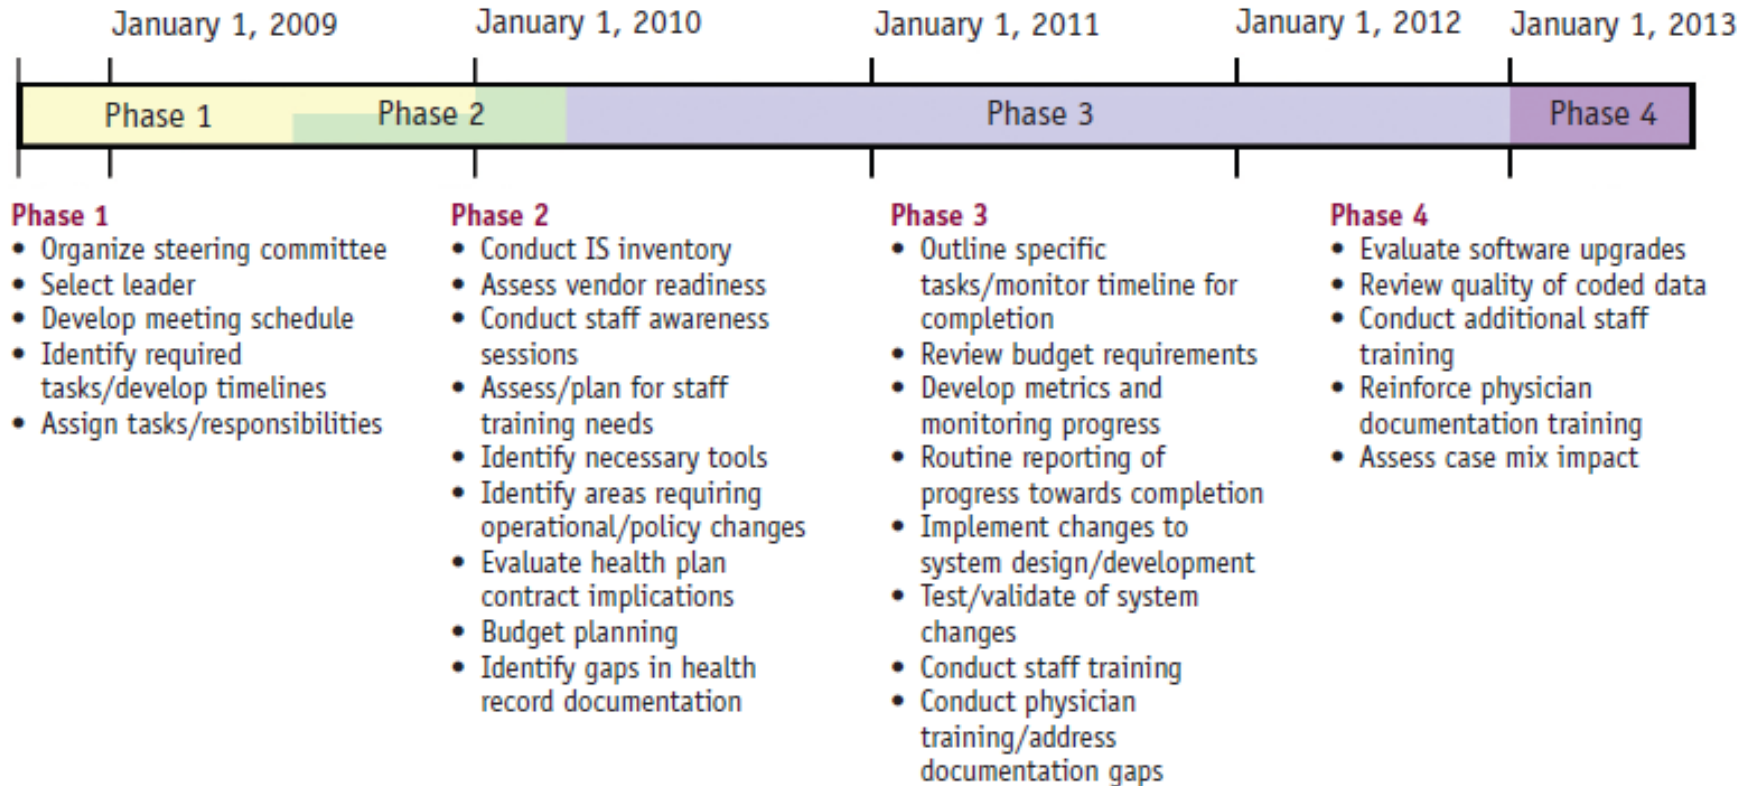 January 1, 2009
January 1, 2010
January 1, 2011
January 1, 2012
January 1, 2013
Phase 1
Phase 2
Phase 3
Phase 4
Phase 1
• Organize steering committee
• Select leader
• Develop meeting schedule
• Identify required
tasks/develop timelines
• Assign tasks/responsibilities
Phase 2
• Conduct IS inventory
• Assess vendor readiness
• Conduct staff awareness
sessions
• Assess/plan for staff
training needs
• Identify necessary tools
• Identify areas requiring
operational/policy changes
• Evaluate health plan
contract implications
• Budget planning
• Identify gaps in health
record documentation
Phase 3
• Outline specific
tasks/monitor timeline for
completion
• Review budget requirements
• Develop metrics and
monitoring progress
• Routine reporting of
progress towards completion
• Implement changes to
system design/development
• Test/validate of system
changes
• Conduct staff training
• Conduct physician
training/address
documentation gaps
Phase 4
• Evaluate software upgrades
• Review quality of coded data
• Conduct additional staff
training
• Reinforce physician
documentation training
• Assess case mix impact